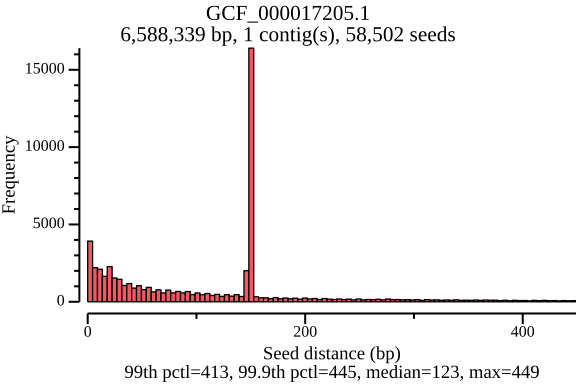 GCF_000017205.1
6,588,339 bp, 1 contig(s), 58,502 seeds
15000
10000
5000
0
Frequency
0
200
400
Seed distance (bp)
99th pctl=413, 99.9th pctl=445, median=123, max=449